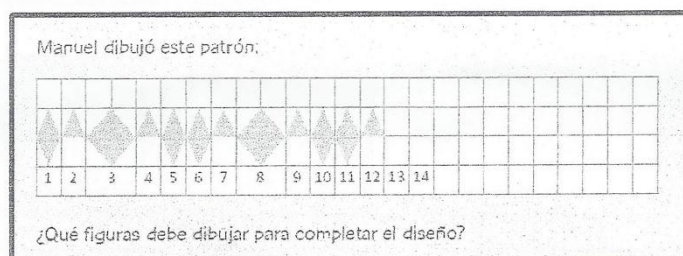 Manuel dibujó este patrón:
1 2 3 4 5 6 7 8 9 10 11 12 13 14
¿Qué figuras debe dibujar para completar el diseño?